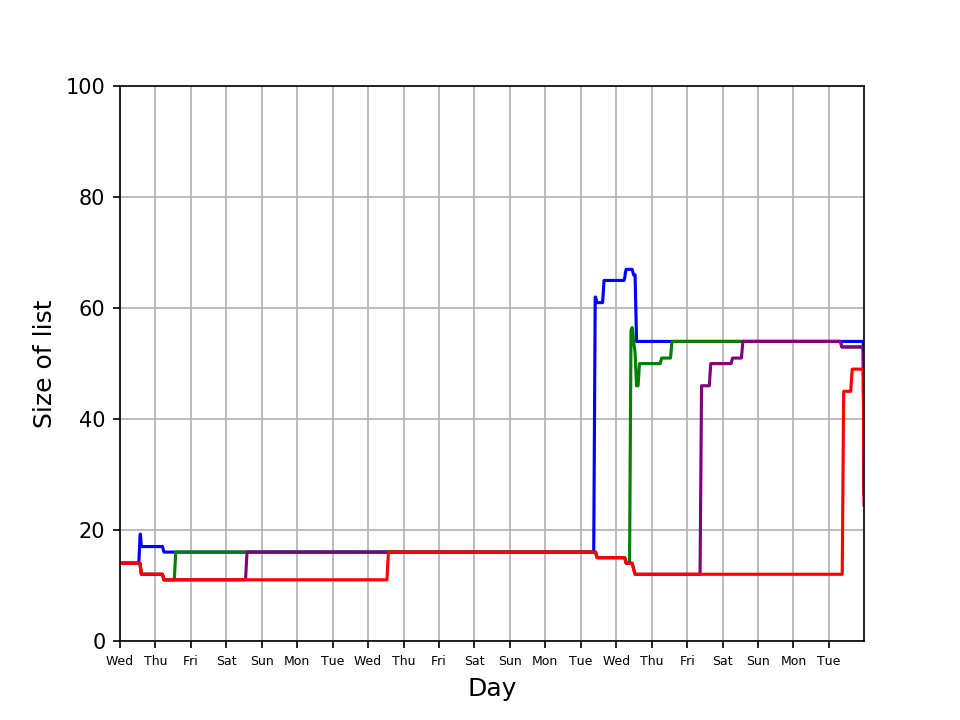 100
80
60
40
20
0
Size of list
Wed Thu Fri Sat Sun Mon Tue Wed Thu Fri Sat Sun Mon Tue Wed Thu Fri Sat Sun Mon Tue
Day